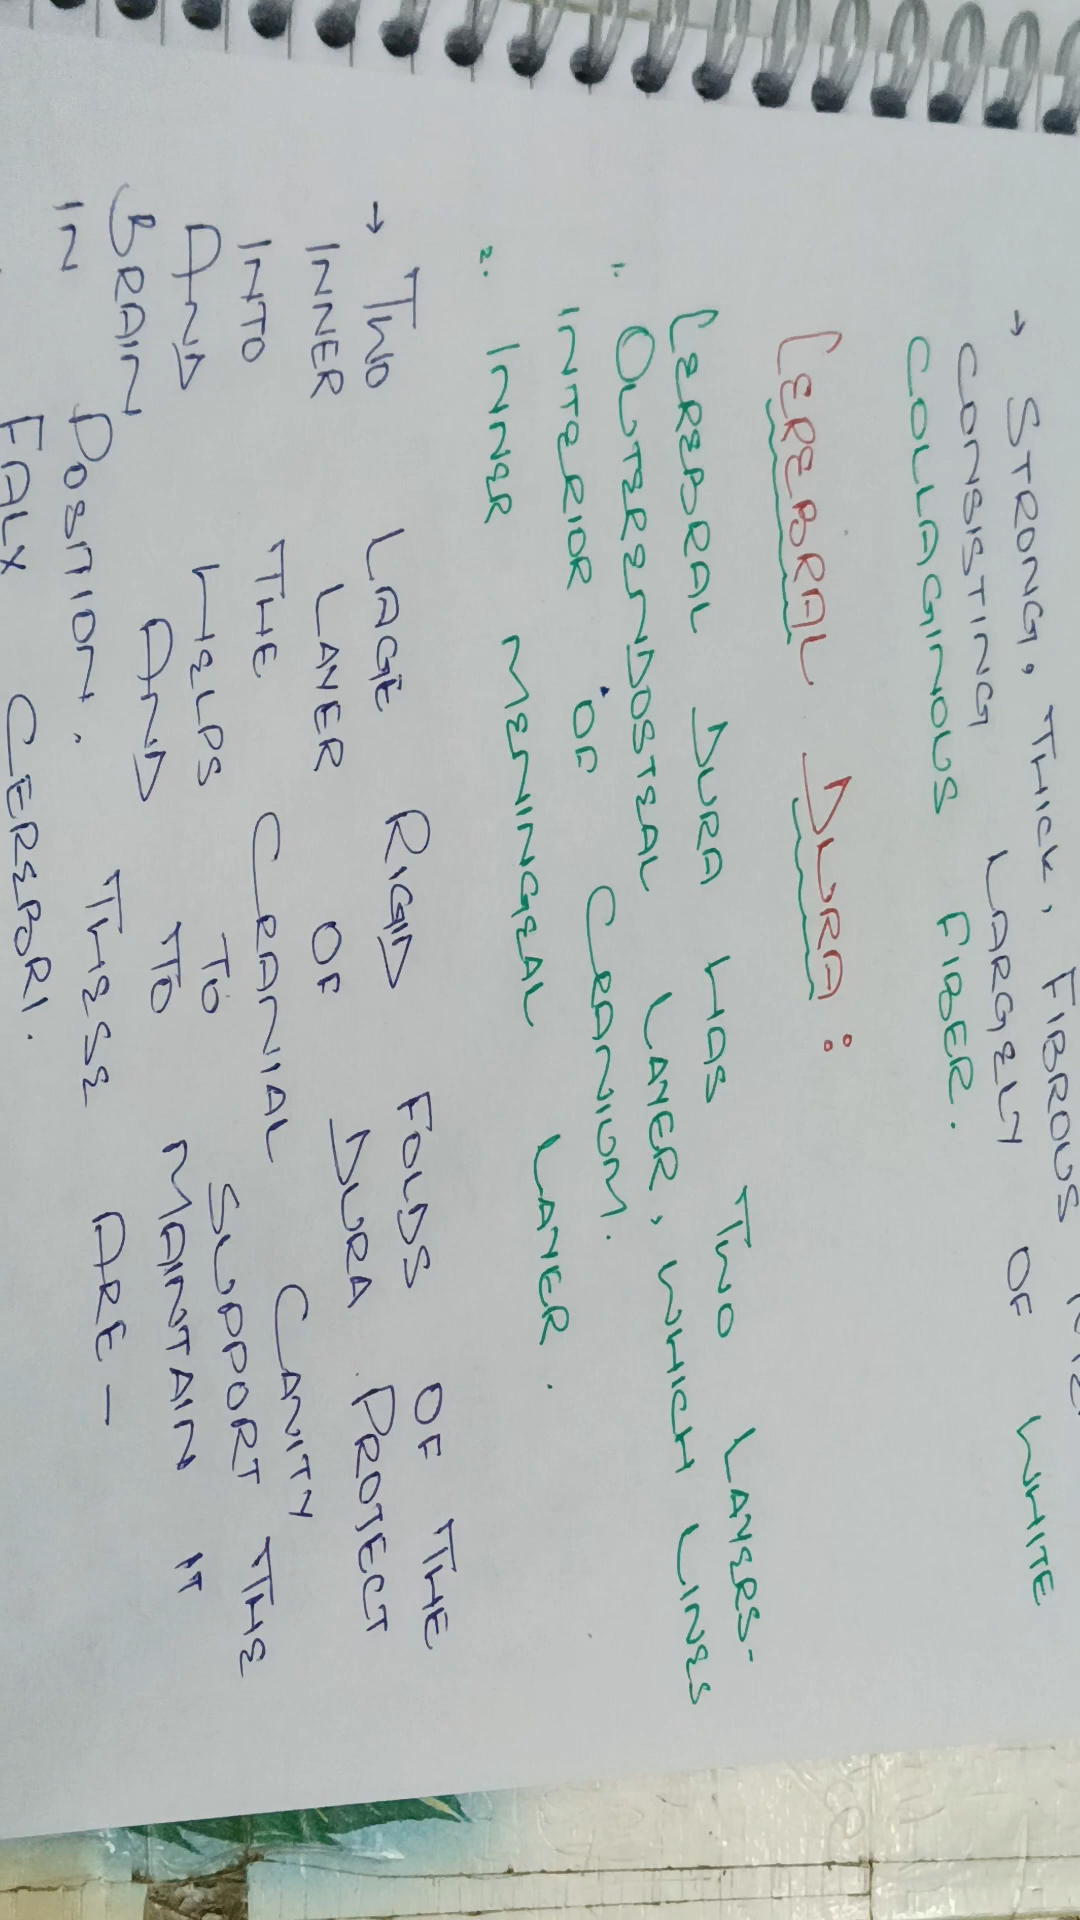 → STRONG, THICK, FIBROUS
CONSISTING LARGELY OF WHITE
COLLAGINOUS FIBER.
CEREBRAL DURA:
CEREBRAL DURA HAS TWO LAYERS-
1. OUTERENDOSTEAL LAYER, WHICH LINES
INTERIOR OF CRANIUM.
2. INNER MENINGEAL LAYER.
→ TWO LAGE RIGID FOLDS OF THE
INNER LAYER OF DURA PROTECT
INTO THE CRANIAL CAVITY
AND HELPS TO SUPPORT THE
BRAIN AND TO MAINTAIN IT
IN POSITION. THESE ARE -
FALX CEREBRI.